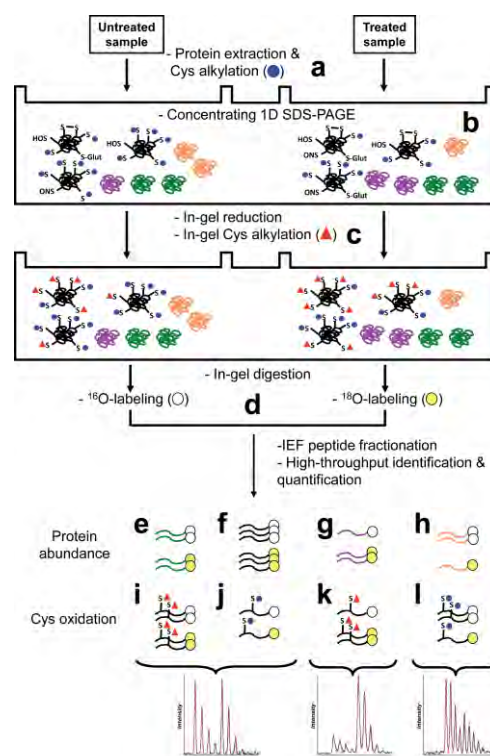 Untreated
sample
Treated
sample
- Protein extraction &
Cys alkylation ( )
a
- Concentrating 1D SDS-PAGE
b
S S
S
HOS
S-Glut
S
S
ONS
S
S
S
S S
S
HOS
S-Glut
S
S
S-Glut
ONS
S
- In-gel reduction
- In-gel Cys alkylation ( )
c
S S
S
S
S
S
S
S
S
S S
S
S
S
S
S
S
- In-gel digestion
- ¹⁶O-labeling ( )
d
- ¹⁸O-labeling ( )
-IEF peptide fractionation
- High-throughput identification &
quantification
Protein
abundance
e
f
g
h
Cys oxidation
i
j
k
l
S S
S S
S
S
S
S S
S S
S
Intensity
Intensity
Intensity